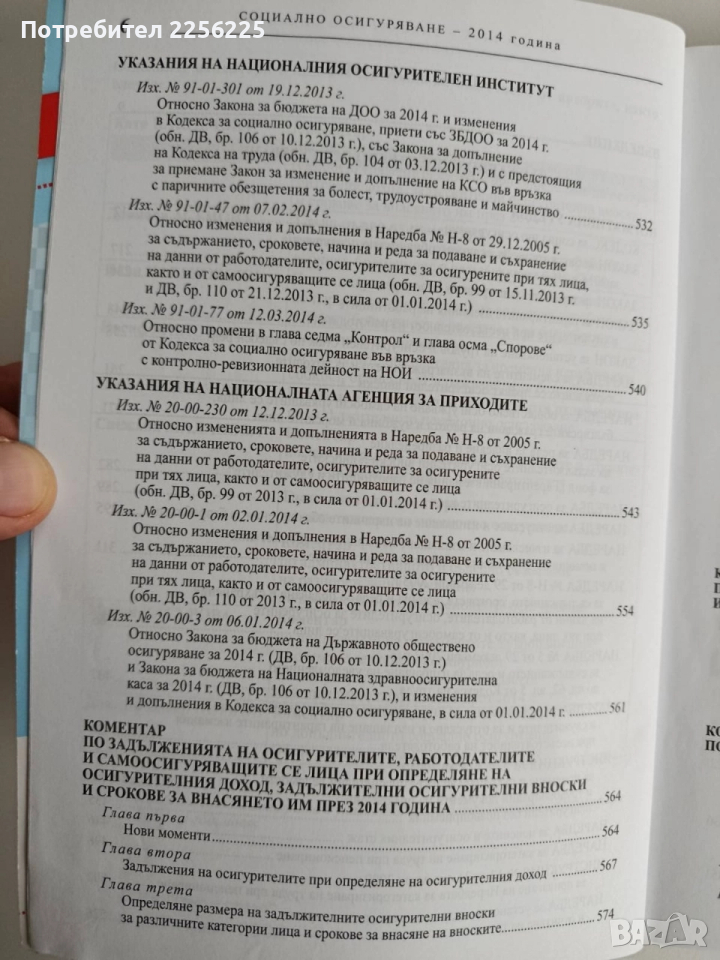 Потребител 2256225
6
СОЦИАЛНО ОСИГУРЯВАНЕ – 2014 година
УКАЗАНИЯ НА НАЦИОНАЛНИЯ ОСИГУРИТЕЛЕН ИНСТИТУТ
Изх. № 91-01-301 от 19.12.2013 г.
Относно Закона за бюджета на ДОО за 2014 г. и изменения
в Кодекса за социално осигуряване, приети със ЗБДОО за 2014 г.
(обн. ДВ, бр. 106 от 10.12.2013 г.), със Закона за допълнение
на Кодекса на труда (обн. ДВ, бр. 104 от 03.12.2013 г.) и с предстоящия
за приемане Закон за изменение и допълнение на КСО във връзка
с паричните обезщетения за болест, трудоустрояване и майчинство ........ 532
Изх. № 91-01-47 от 07.02.2014 г.
Относно изменения и допълнения в Наредба № Н-8 от 29.12.2005 г.
за съдържанието, сроковете, начина и реда за подаване и съхранение
на данни от работодателите, осигурителите за осигурените при тях лица,
както и от самоосигуряващите се лица (обн. ДВ, бр. 99 от 15.11.2013 г.
и ДВ, бр. 110 от 21.12.2013 г., в сила от 01.01.2014 г.) ........ 535
Изх. № 91-01-77 от 12.03.2014 г.
Относно промени в глава седма „Контрол“ и глава осма „Спорове“
от Кодекса за социално осигуряване във връзка
с контролно-ревизионната дейност на НОИ ........ 540
УКАЗАНИЯ НА НАЦИОНАЛНАТА АГЕНЦИЯ ЗА ПРИХОДИТЕ
Изх. № 20-00-230 от 12.12.2013 г.
Относно измененията и допълненията в Наредба № Н-8 от 2005 г.
за съдържанието, сроковете, начина и реда за подаване и съхранение
на данни от работодателите, осигурителите за осигурените
при тях лица, както и от самоосигуряващите се лица
(обн. ДВ, бр. 99 от 2013 г., в сила от 01.01.2014 г.) ........ 543
Изх. № 20-00-1 от 02.01.2014 г.
Относно изменения и допълнения в Наредба № Н-8 от 2005 г.
за съдържанието, сроковете, начина и реда за подаване и съхранение
на данни от работодателите, осигурителите за осигурените
при тях лица, както и от самоосигуряващите се лица
(обн. ДВ, бр. 110 от 2013 г., в сила от 01.01.2014 г.) ........ 554
Изх. № 20-00-3 от 06.01.2014 г.
Относно Закона за бюджета на Държавното обществено
осигуряване за 2014 г. (ДВ, бр. 106 от 10.12.2013 г.)
и Закона за бюджета на Националната здравноосигурителна
каса за 2014 г. (ДВ, бр. 106 от 10.12.2013 г.), и изменения
и допълнения в Кодекса за социално осигуряване, в сила от 01.01.2014 г. ........ 561
КОМЕНТАР
ПО ЗАДЪЛЖЕНИЯТА НА ОСИГУРИТЕЛИТЕ, РАБОТОДАТЕЛИТЕ
И САМООСИГУРЯВАЩИТЕ СЕ ЛИЦА ПРИ ОПРЕДЕЛЯНЕ НА
ОСИГУРИТЕЛНИЯ ДОХОД, ЗАДЪЛЖИТЕЛНИ ОСИГУРИТЕЛНИ ВНОСКИ
И СРОКОВЕ ЗА ВНАСЯНЕТО ИМ ПРЕЗ 2014 ГОДИНА ........ 564
Глава първа
Нови моменти ........ 564
Глава втора
Задължения на осигурителите при определяне на осигурителния доход ........ 567
Глава трета
Определяне размера на задължителните осигурителни вноски
за различните категории лица и срокове за внасяне на вноските ........ 574
BAZAR